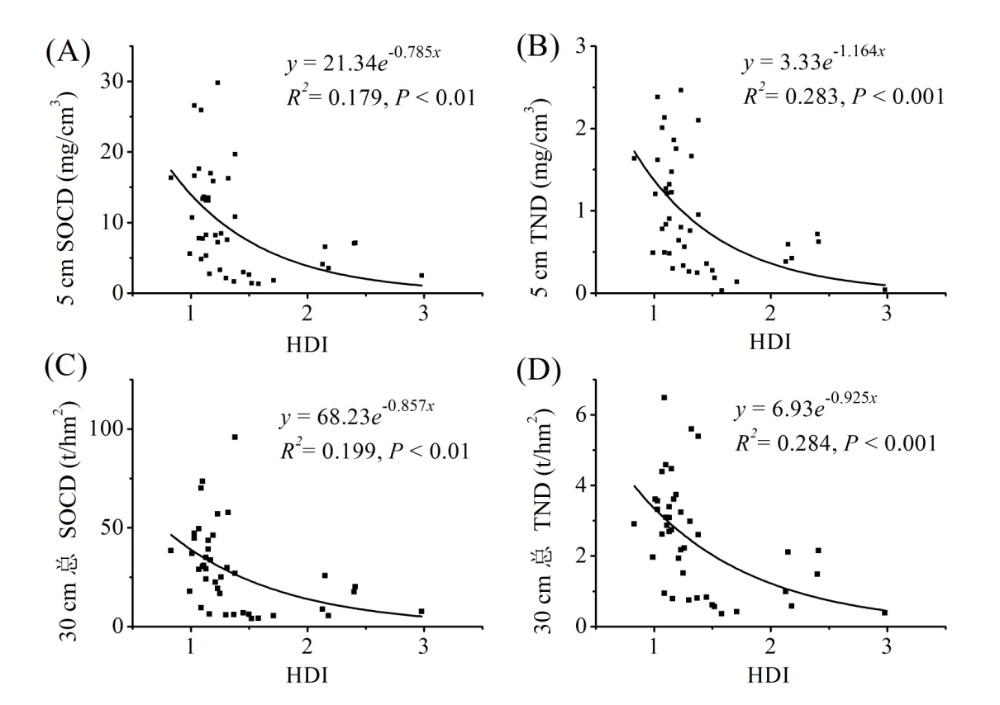 (A)
y = 21.34e^-0.785x
R^2= 0.179, P < 0.01
5 cm SOCD (mg/cm^3)
30
20
10
0
1 2 3
HDI
(B)
y = 3.33e^-1.164x
R^2= 0.283, P < 0.001
5 cm TND (mg/cm^3)
3
2
1
0
1 2 3
HDI
(C)
y = 68.23e^-0.857x
R^2= 0.199, P < 0.01
30 cm 总 SOCD (t/hm^2)
100
50
0
1 2 3
HDI
(D)
y = 6.93e^-0.925x
R^2= 0.284, P < 0.001
30 cm 总 TND (t/hm^2)
6
4
2
0
1 2 3
HDI